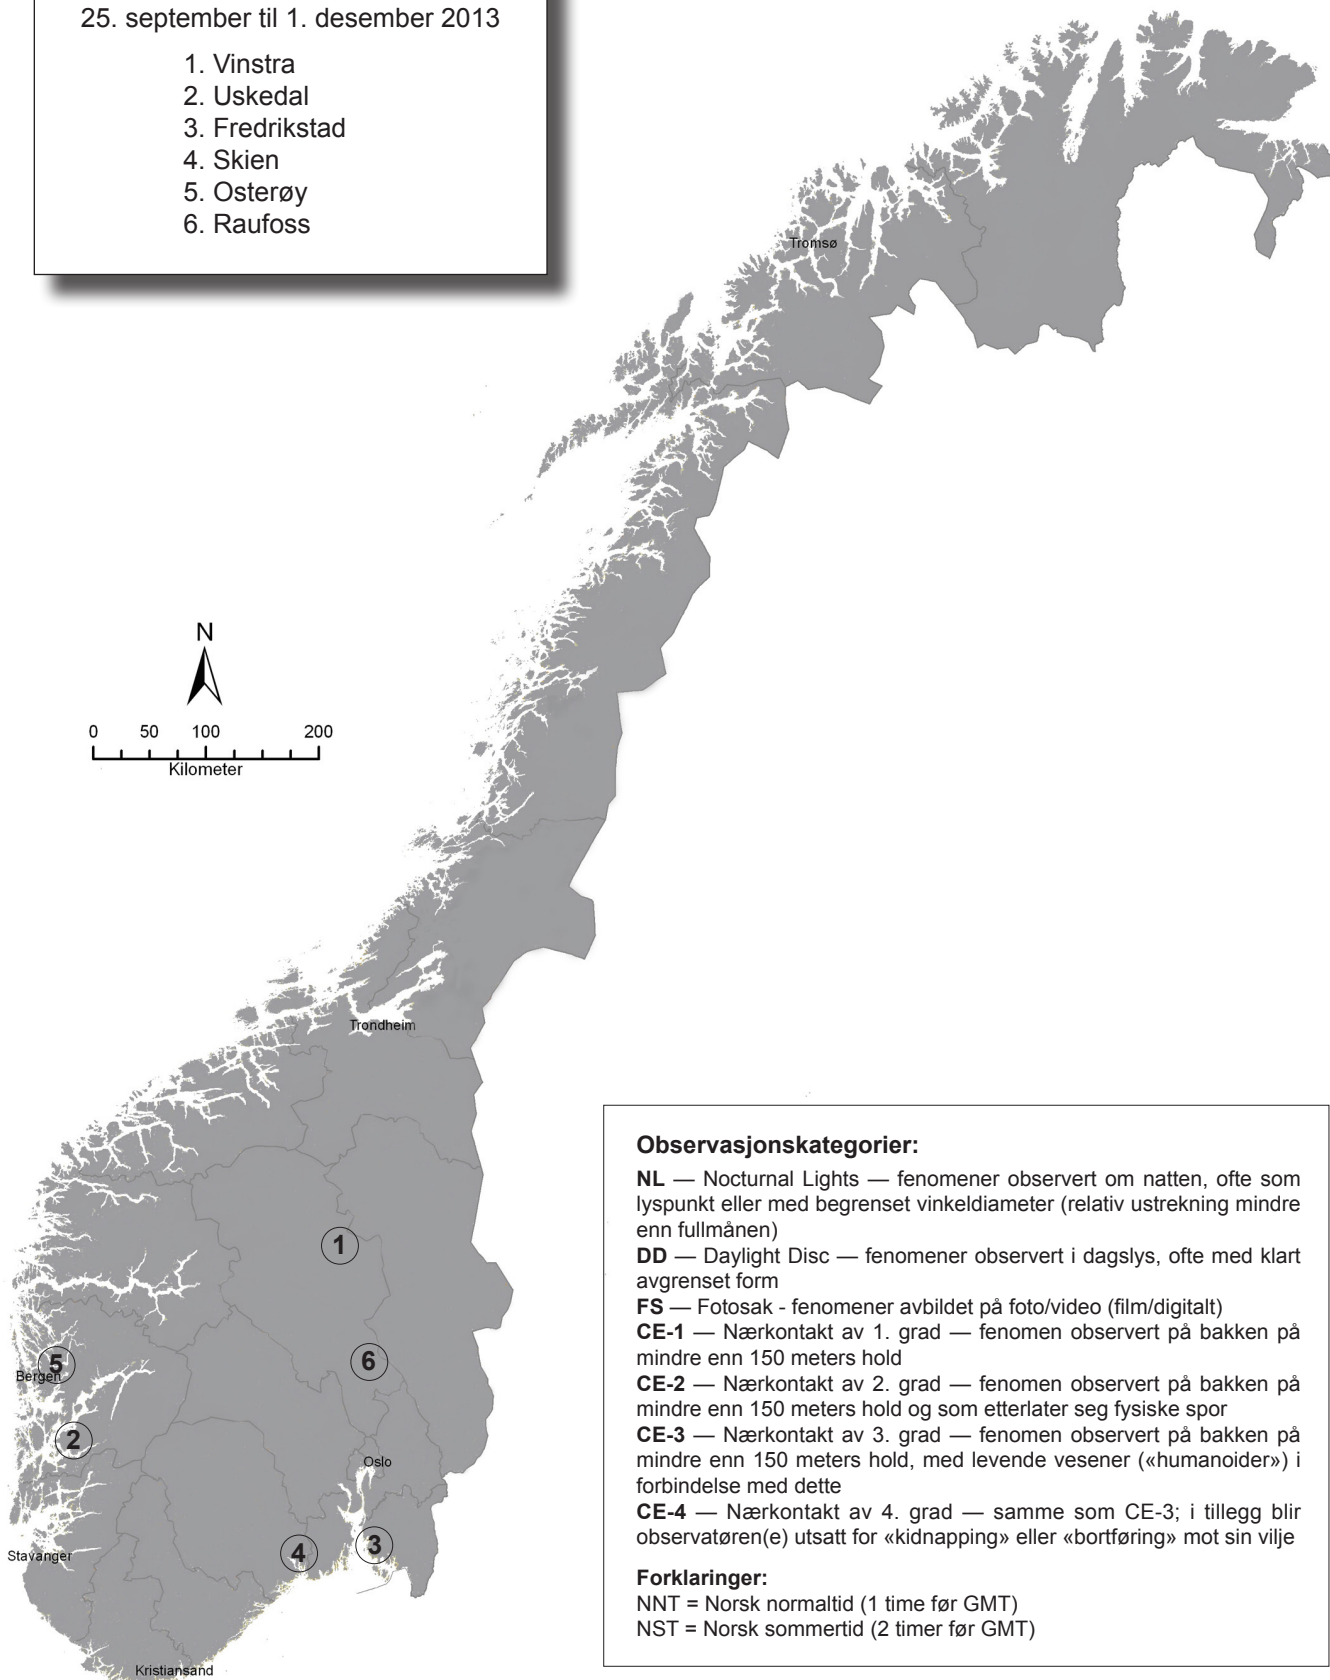 25. september til 1. desember 2013
1. Vinstra
2. Uskedal
3. Fredrikstad
4. Skien
5. Osterøy
6. Raufoss
Tromsø
N
0 50 100 200
Kilometer
Trondheim
1
6
5
Bergen
2
Oslo
3
4
Stavanger
Kristiansand
Observasjonskategorier:
NL — Nocturnal Lights — fenomener observert om natten, ofte som
lyspunkt eller med begrenset vinkeldiameter (relativ ustrekning mindre
enn fullmånen)
DD — Daylight Disc — fenomener observert i dagslys, ofte med klart
avgrenset form
FS — Fotosak - fenomener avbildet på foto/video (film/digitalt)
CE-1 — Nærkontakt av 1. grad — fenomen observert på bakken på
mindre enn 150 meters hold
CE-2 — Nærkontakt av 2. grad — fenomen observert på bakken på
mindre enn 150 meters hold og som etterlater seg fysiske spor
CE-3 — Nærkontakt av 3. grad — fenomen observert på bakken på
mindre enn 150 meters hold, med levende vesener («humanoider») i
forbindelse med dette
CE-4 — Nærkontakt av 4. grad — samme som CE-3; i tillegg blir
observatøren(e) utsatt for «kidnapping» eller «bortføring» mot sin vilje
Forklaringer:
NNT = Norsk normaltid (1 time før GMT)
NST = Norsk sommertid (2 timer før GMT)